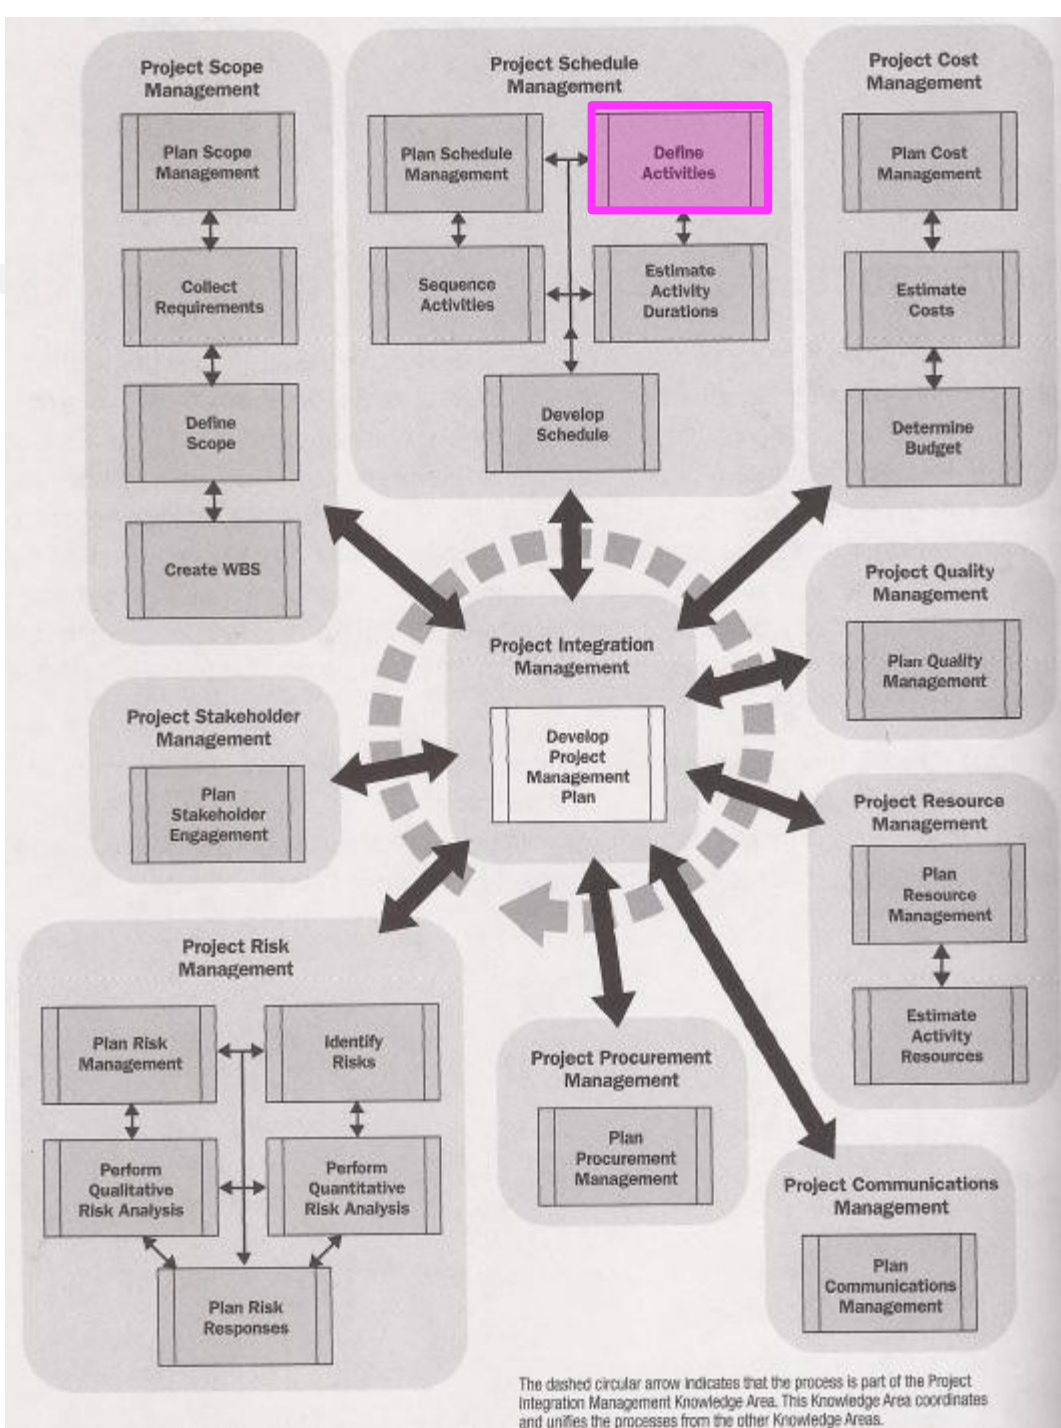 Project Scope
Management
Plan Scope
Management
Collect
Requirements
Define
Scope
Create WBS
Project Schedule
Management
Plan Schedule
Management
Define
Activities
Sequence
Activities
Estimate
Activity
Durations
Develop
Schedule
Project Cost
Management
Plan Cost
Management
Estimate
Costs
Determine
Budget
Project Integration
Management
Develop
Project
Management
Plan
Project Quality
Management
Plan Quality
Management
Project Stakeholder
Management
Plan
Stakeholder
Engagement
Project Resource
Management
Plan
Resource
Management
Estimate
Activity
Resources
Project Risk
Management
Plan Risk
Management
Identify
Risks
Perform
Qualitative
Risk Analysis
Perform
Quantitative
Risk Analysis
Plan Risk
Responses
Project Procurement
Management
Plan
Procurement
Management
Project Communications
Management
Plan
Communications
Management
The dashed circular arrow indicates that the process is part of the Project
Integration Management Knowledge Area. This Knowledge Area coordinates
and unifies the processes from the other Knowledge Areas.